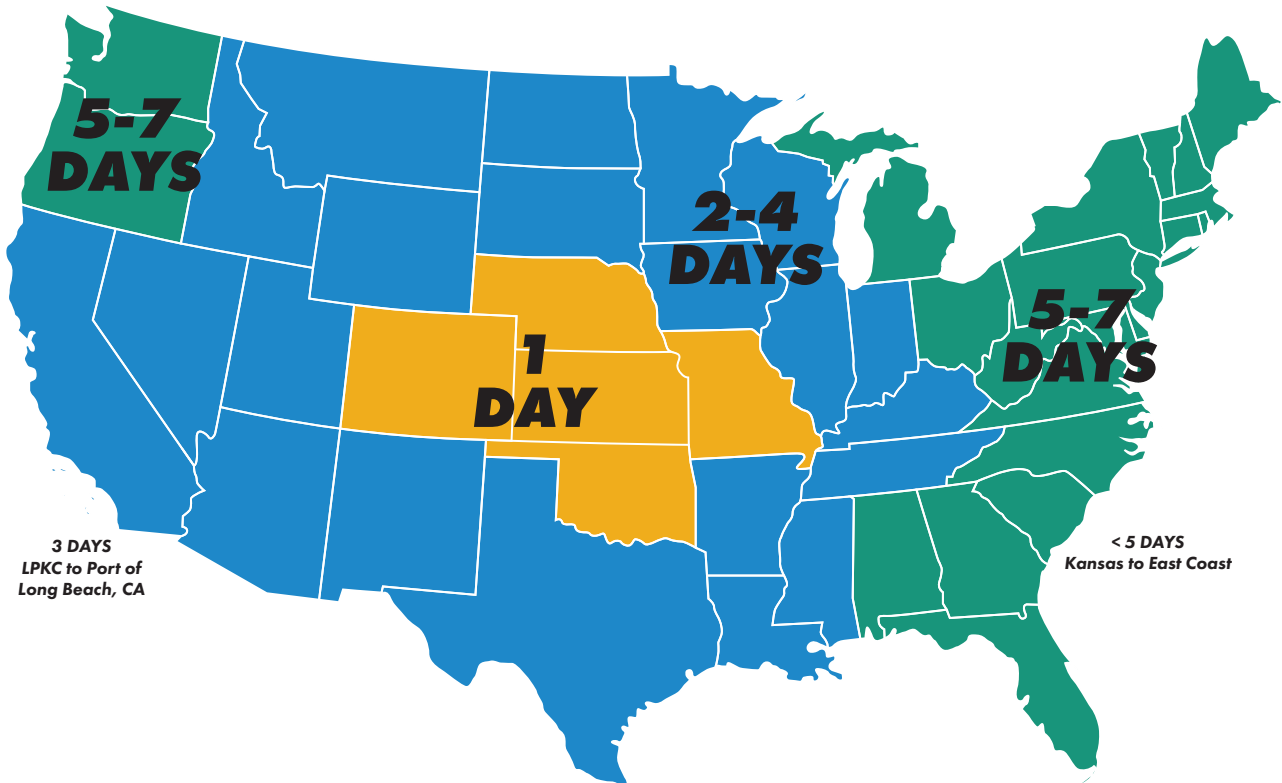 5-7
DAYS
2-4
DAYS
5-7
DAYS
1
DAY
3 DAYS
LPKC to Port of
Long Beach, CA
< 5 DAYS
Kansas to East Coast